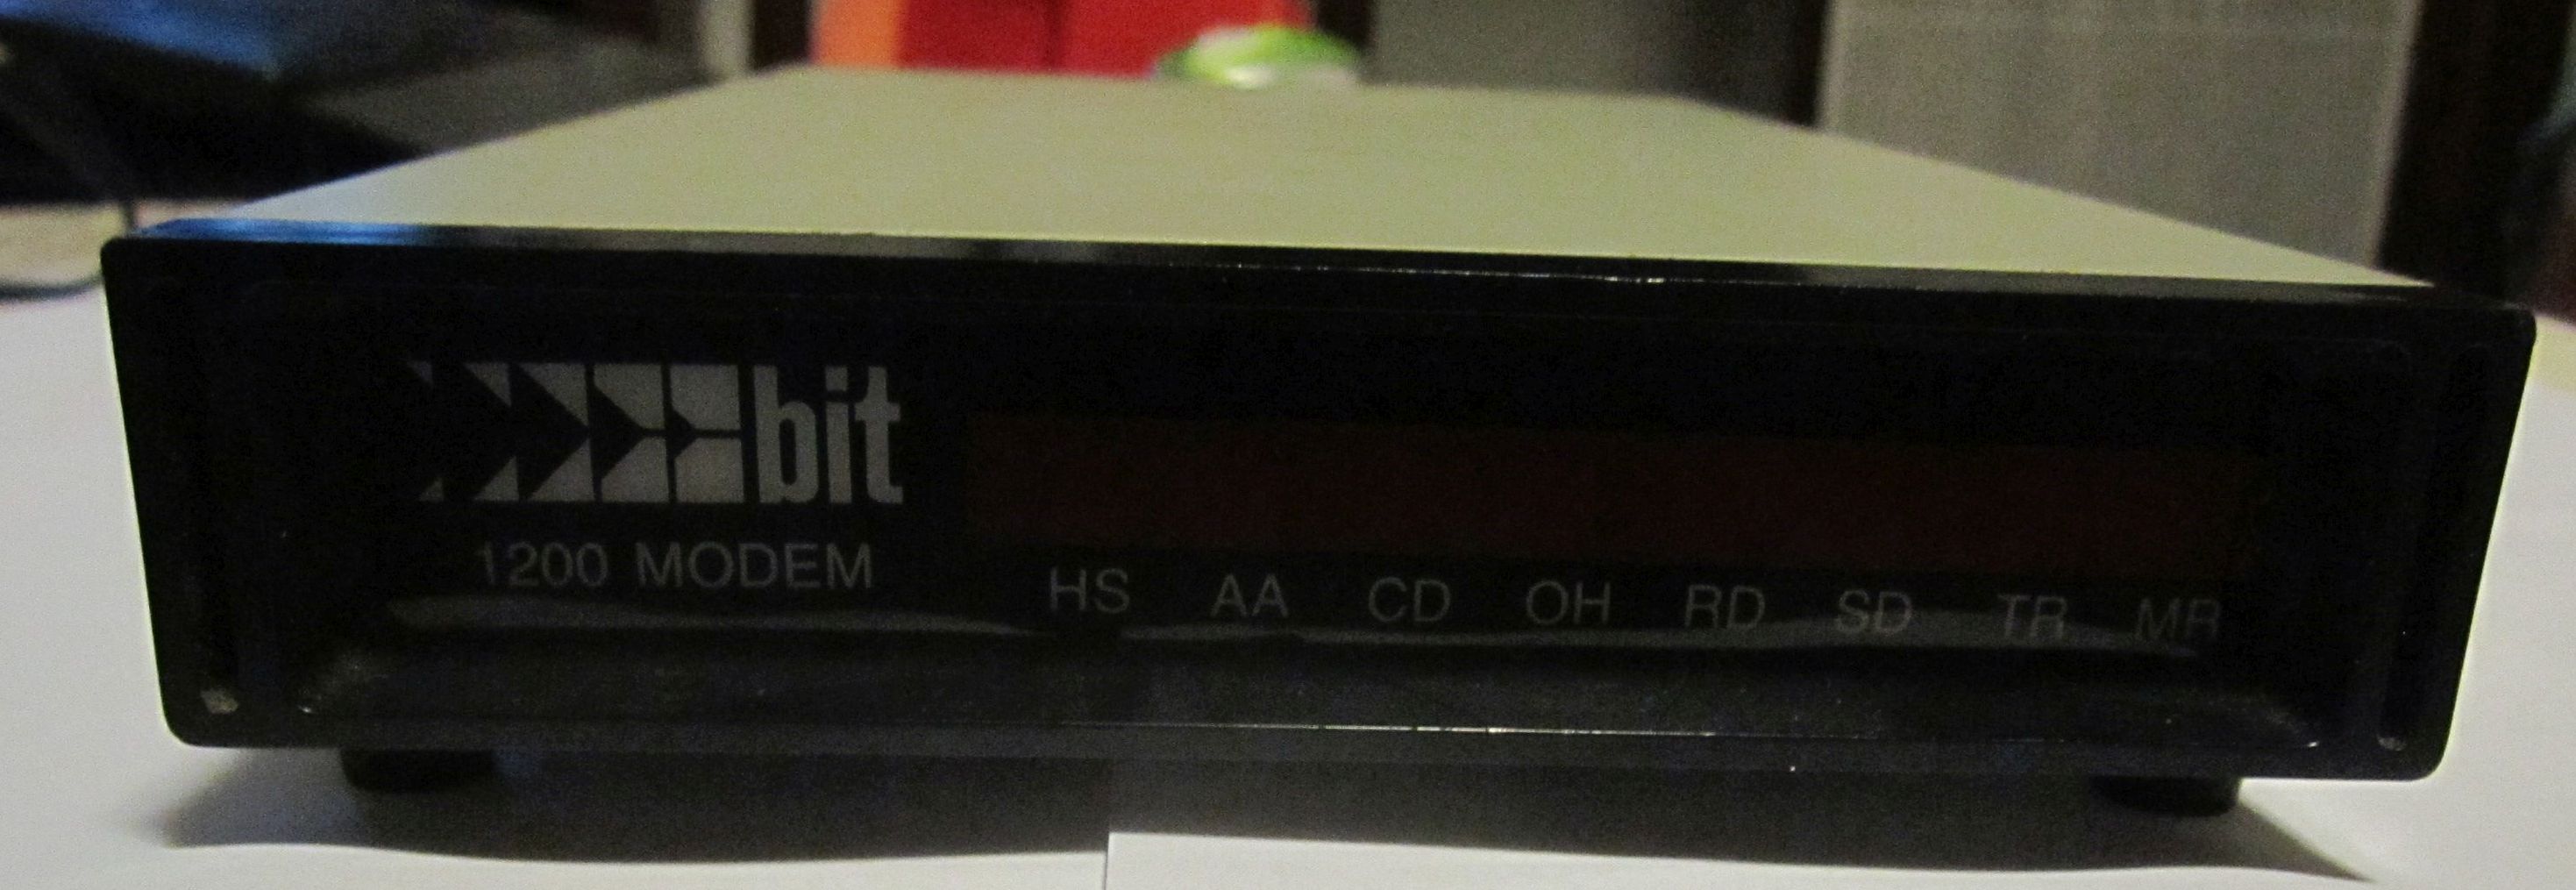 bit
1200 MODEM
HS AA CD OH RD SD TR MR